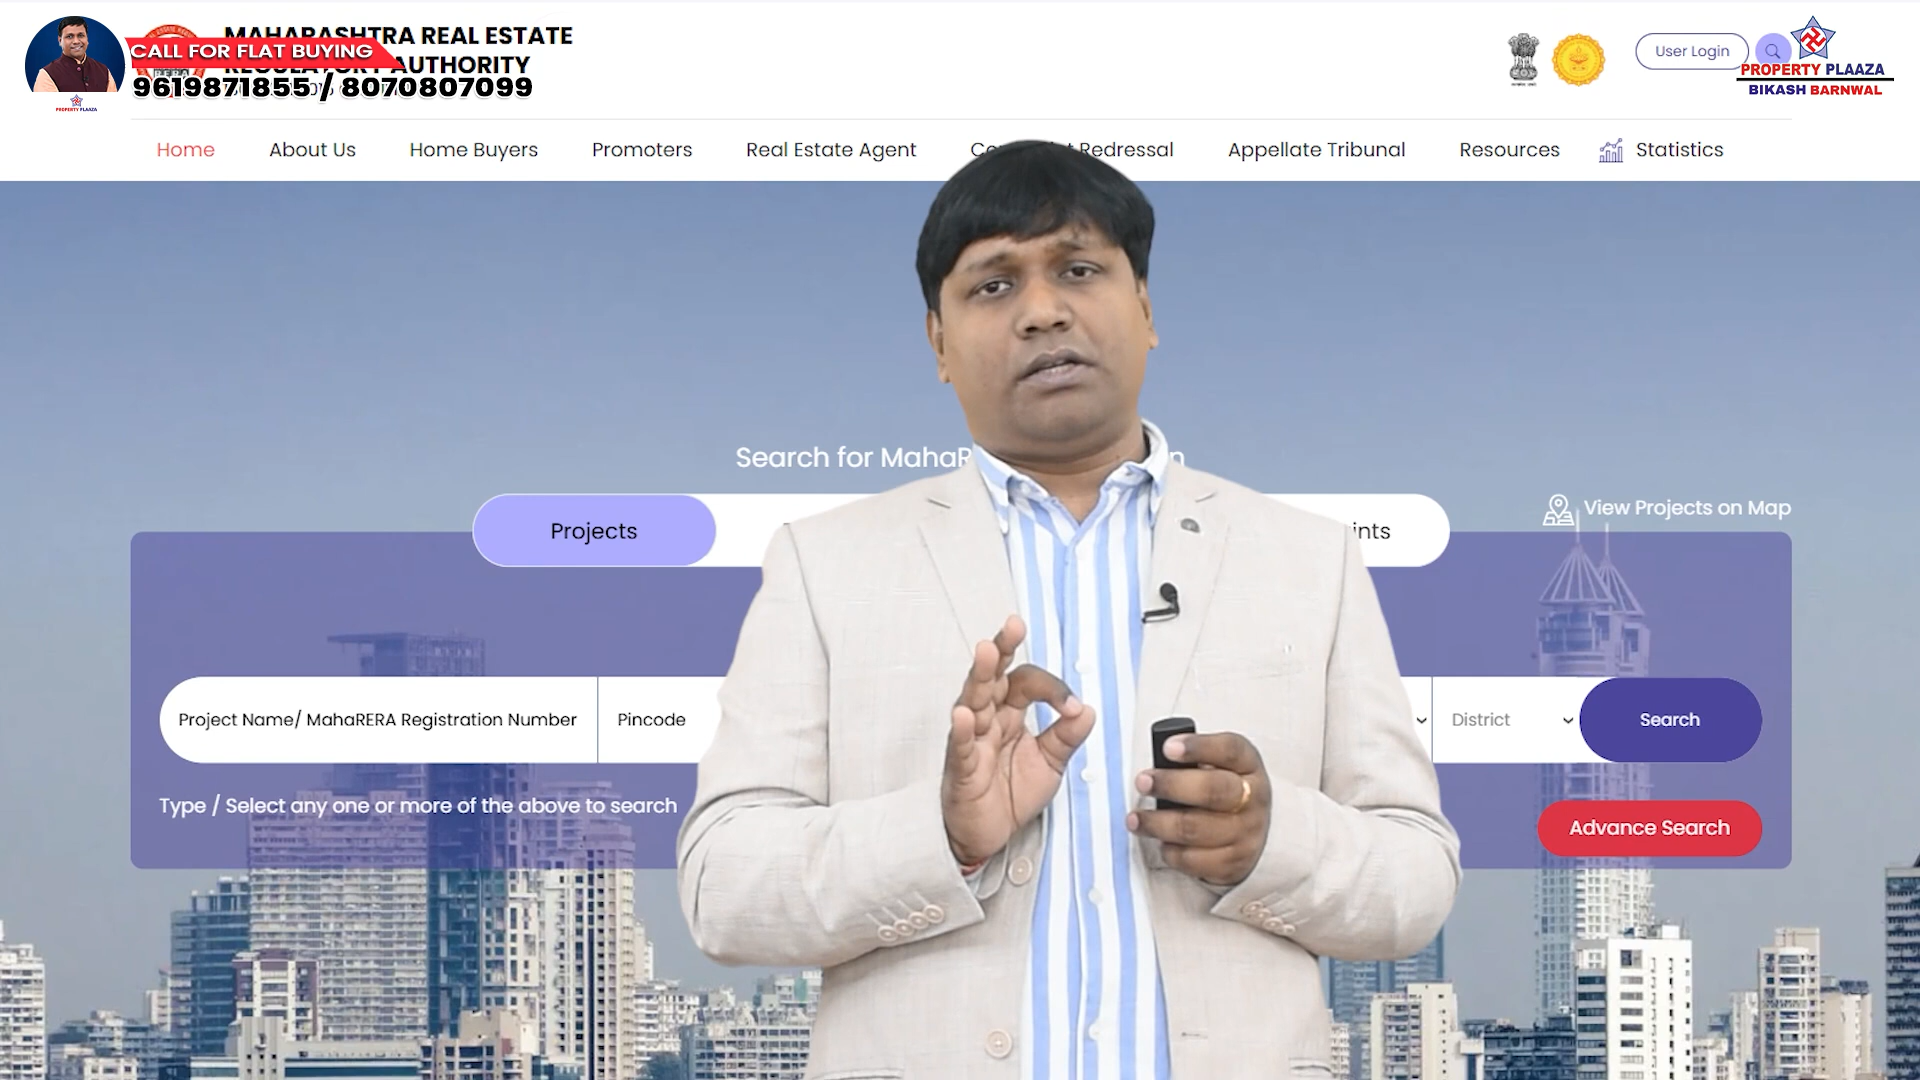 MAHARASHTRA REAL ESTATE
CALL FOR FLAT BUYING
AUTHORITY
9619871855 / 8070807099
PROPERTY PLAAZA
User Login
PROPERTY PLAAZA
BIKASH BARNWAL
Home
About Us
Home Buyers
Promoters
Real Estate Agent
Redressal
Appellate Tribunal
Resources
Statistics
Search for MahaR
Projects
View Projects on Map
Project Name/ MahaRERA Registration Number
Pincode
District
Search
Type / Select any one or more of the above to search
Advance Search